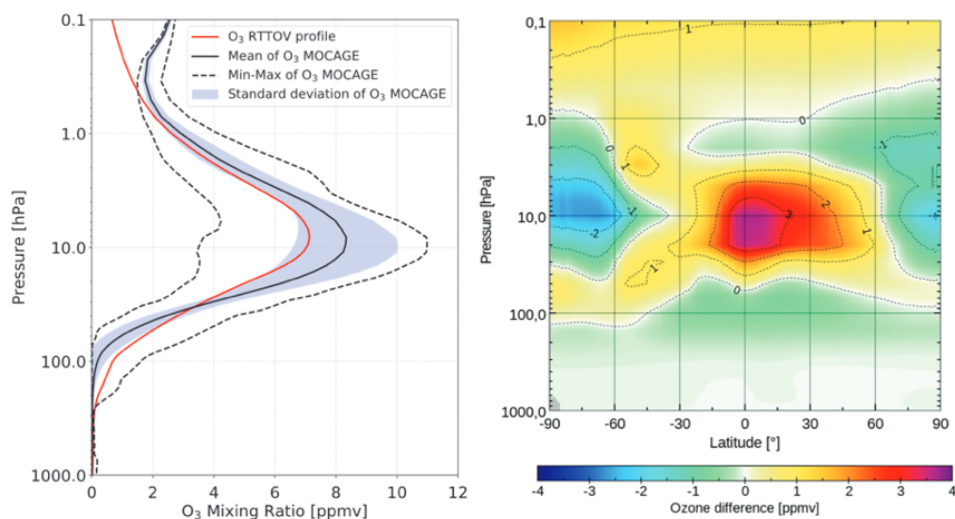 O3 RTTOV profile
Mean of O3 MOCAGE
Min-Max of O3 MOCAGE
Standard deviation of O3 MOCAGE
0.1
1.0
10.0
100.0
1000.0
Pressure [hPa]
0 2 4 6 8 10 12
O3 Mixing Ratio [ppmv]
0.1
1,0
10,0
100,0
1000,0
Pressure [hPa]
1
0
0
-1
1
-1
2
3
-2
1
1
0
-90 -60 -30 0 30 60 90
Latitude [°]
-4 -3 -2 -1 0 1 2 3 4
Ozone difference [ppmv]